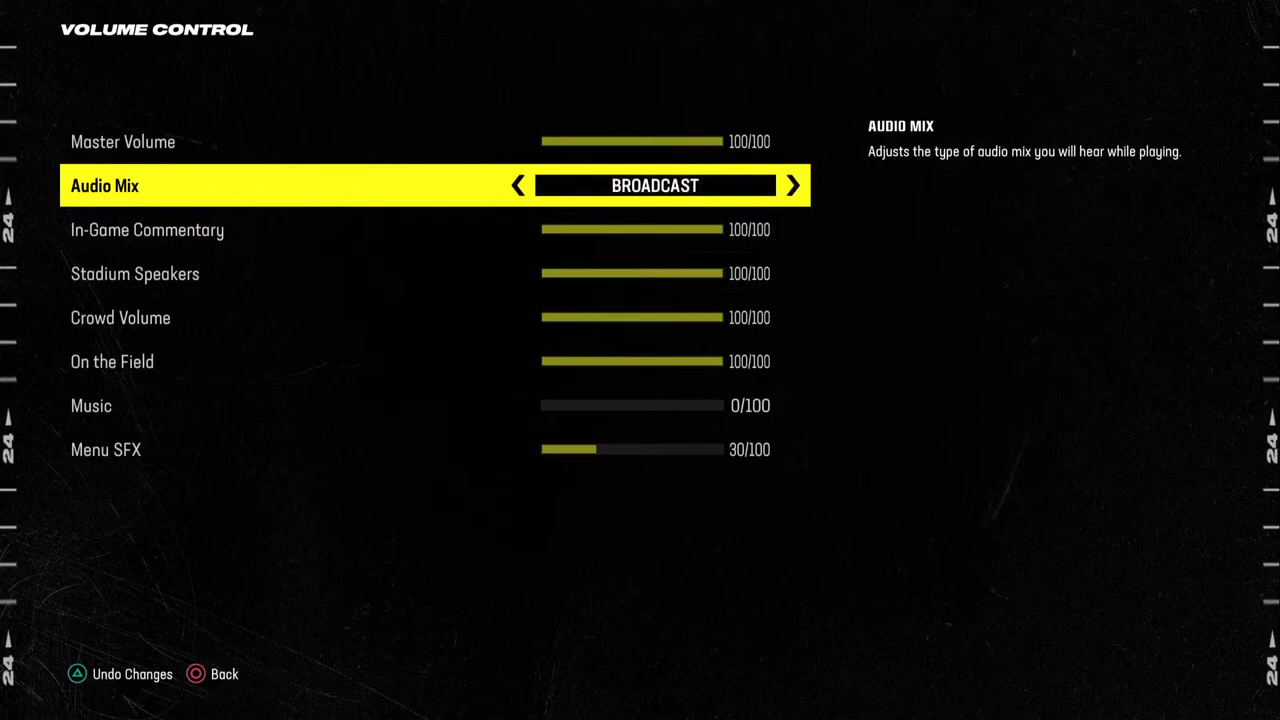 VOLUME CONTROL
Master Volume 100/100
Audio Mix BROADCAST
In-Game Commentary 100/100
Stadium Speakers 100/100
Crowd Volume 100/100
On the Field 100/100
Music 0/100
Menu SFX 30/100
AUDIO MIX
Adjusts the type of audio mix you will hear while playing.
24
24
24
24
24
24
Undo Changes Back